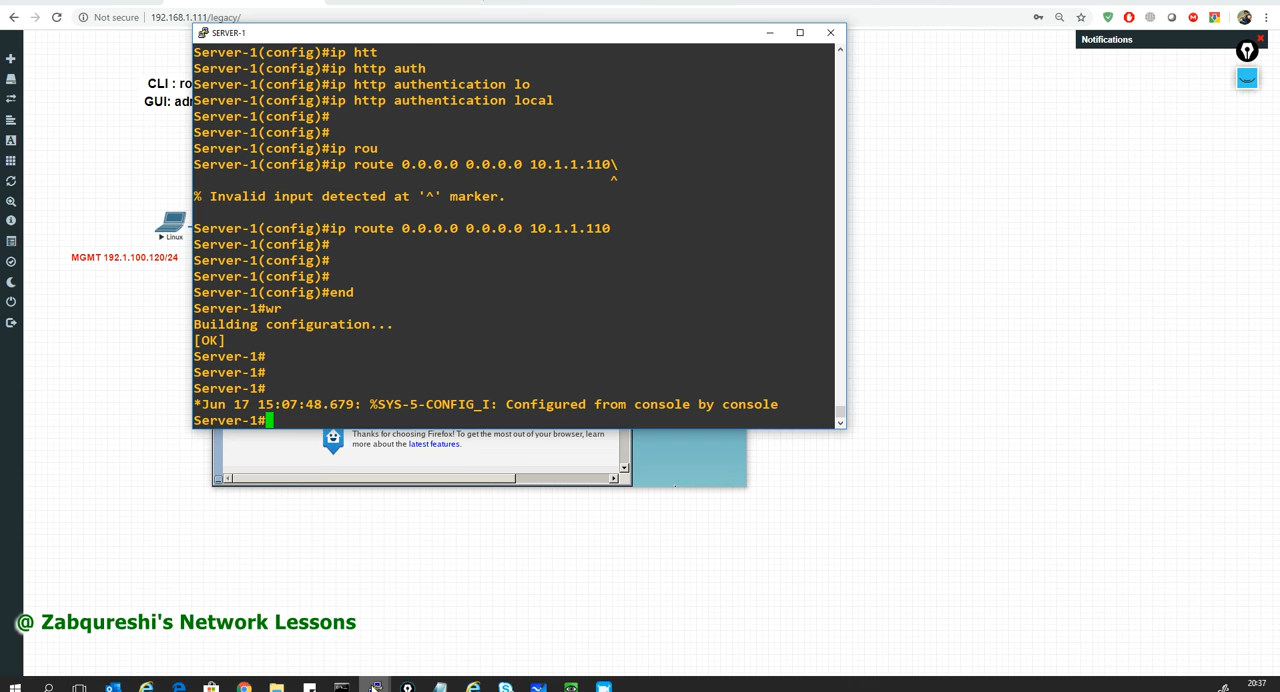 Not secure
192.168.1.111/legacy/
SERVER-1
Notifications
CLI : ro
GUI: adr
Server-1(config)#ip htt
Server-1(config)#ip http auth
Server-1(config)#ip http authentication lo
Server-1(config)#ip http authentication local
Server-1(config)#
Server-1(config)#
Server-1(config)#ip rou
Server-1(config)#ip route 0.0.0.0 0.0.0.0 10.1.1.110\
^
% Invalid input detected at '^' marker.
Server-1(config)#ip route 0.0.0.0 0.0.0.0 10.1.1.110
Server-1(config)#
Server-1(config)#
Server-1(config)#
Server-1(config)#end
Server-1#wr
Building configuration...
[OK]
Server-1#
Server-1#
Server-1#
*Jun 17 15:07:48.679: %SYS-5-CONFIG_I: Configured from console by console
Server-1#
Linux
MGMT 192.1.100.120/24
Thanks for choosing Firefox! To get the most out of your browser, learn
more about the latest features.
@ Zabqureshi's Network Lessons
20:37